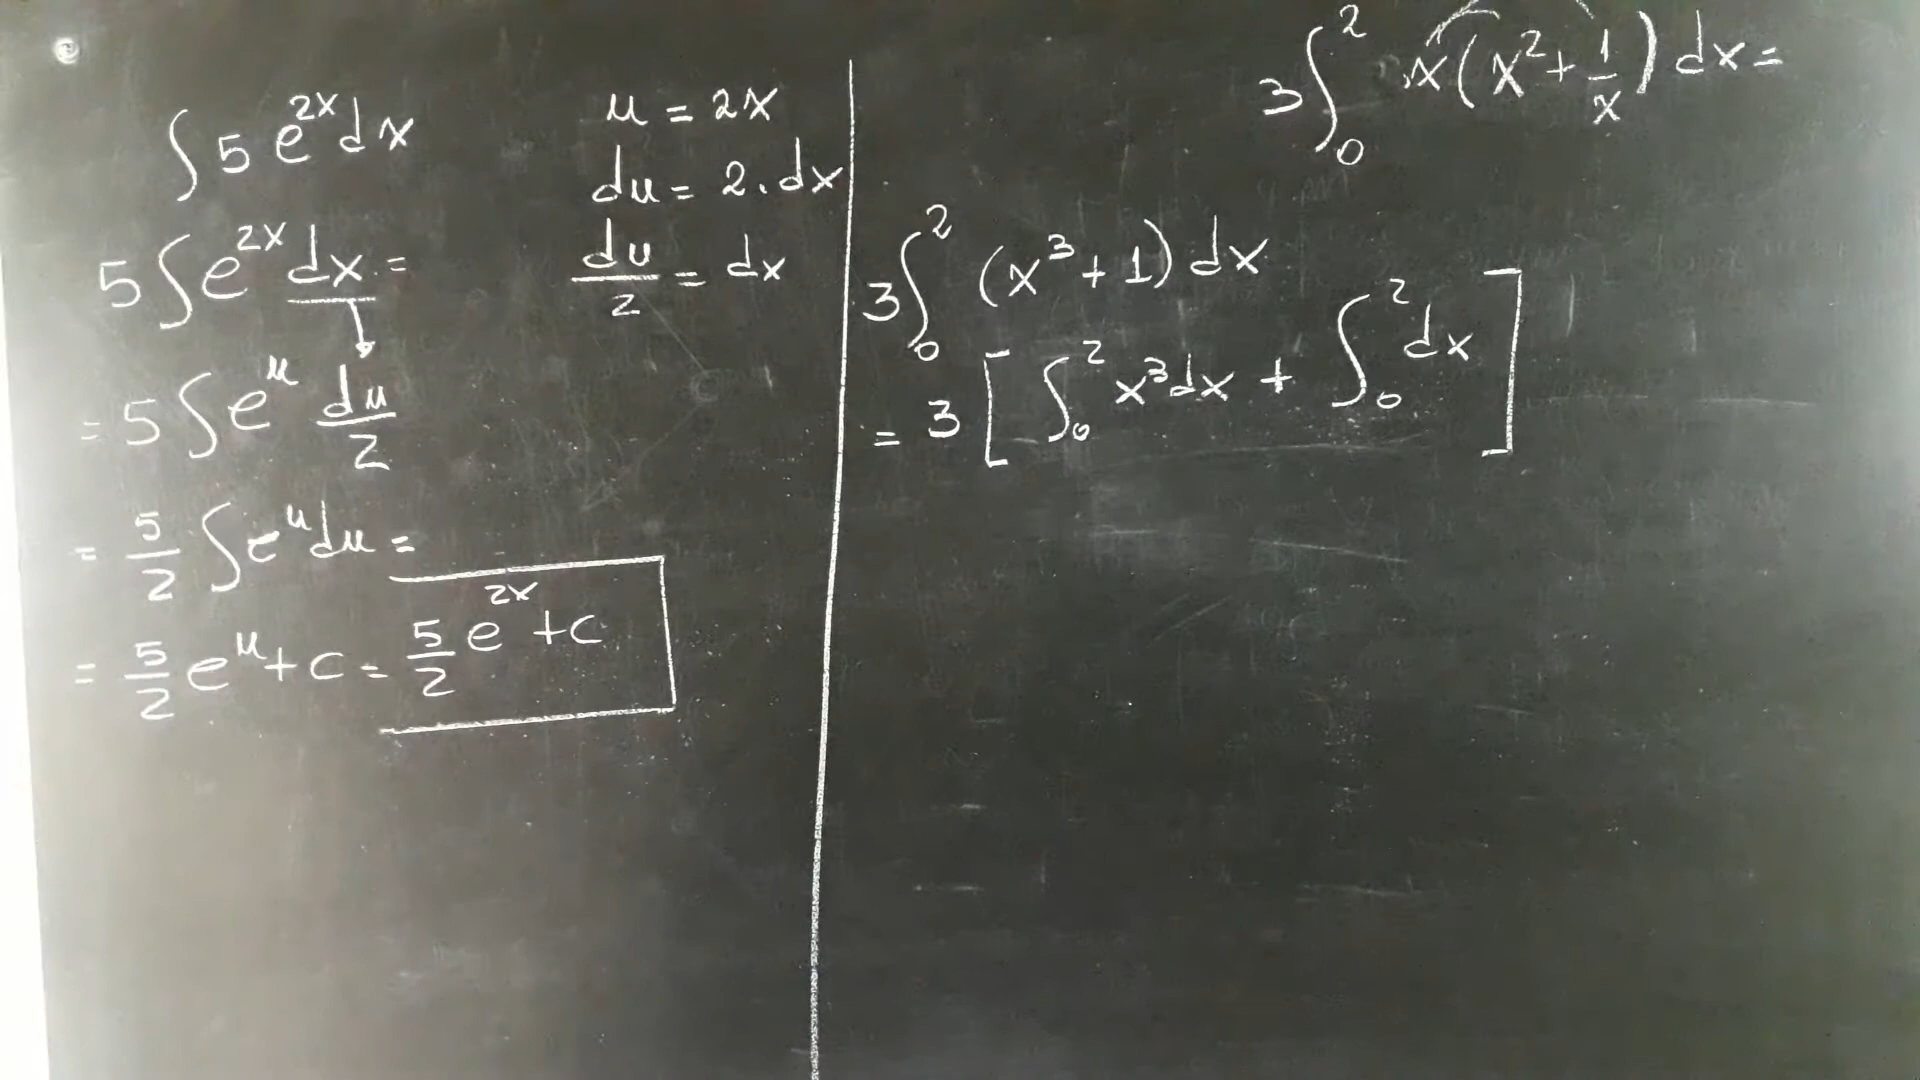 ∫ 5 e^{2x} dx
5 ∫ e^{2x} dx =
= 5 ∫ e^u du/2
= 5/2 ∫ e^u du =
= 5/2 e^u + c = 5/2 e^{2x} + c
u = 2x
du = 2 . dx
du/2 = dx
3 ∫_0^2 x (x^2 + 1/x) dx =
3 ∫_0^2 (x^3 + 1) dx
= 3 [ ∫_0^2 x^3 dx + ∫_0^2 dx ]